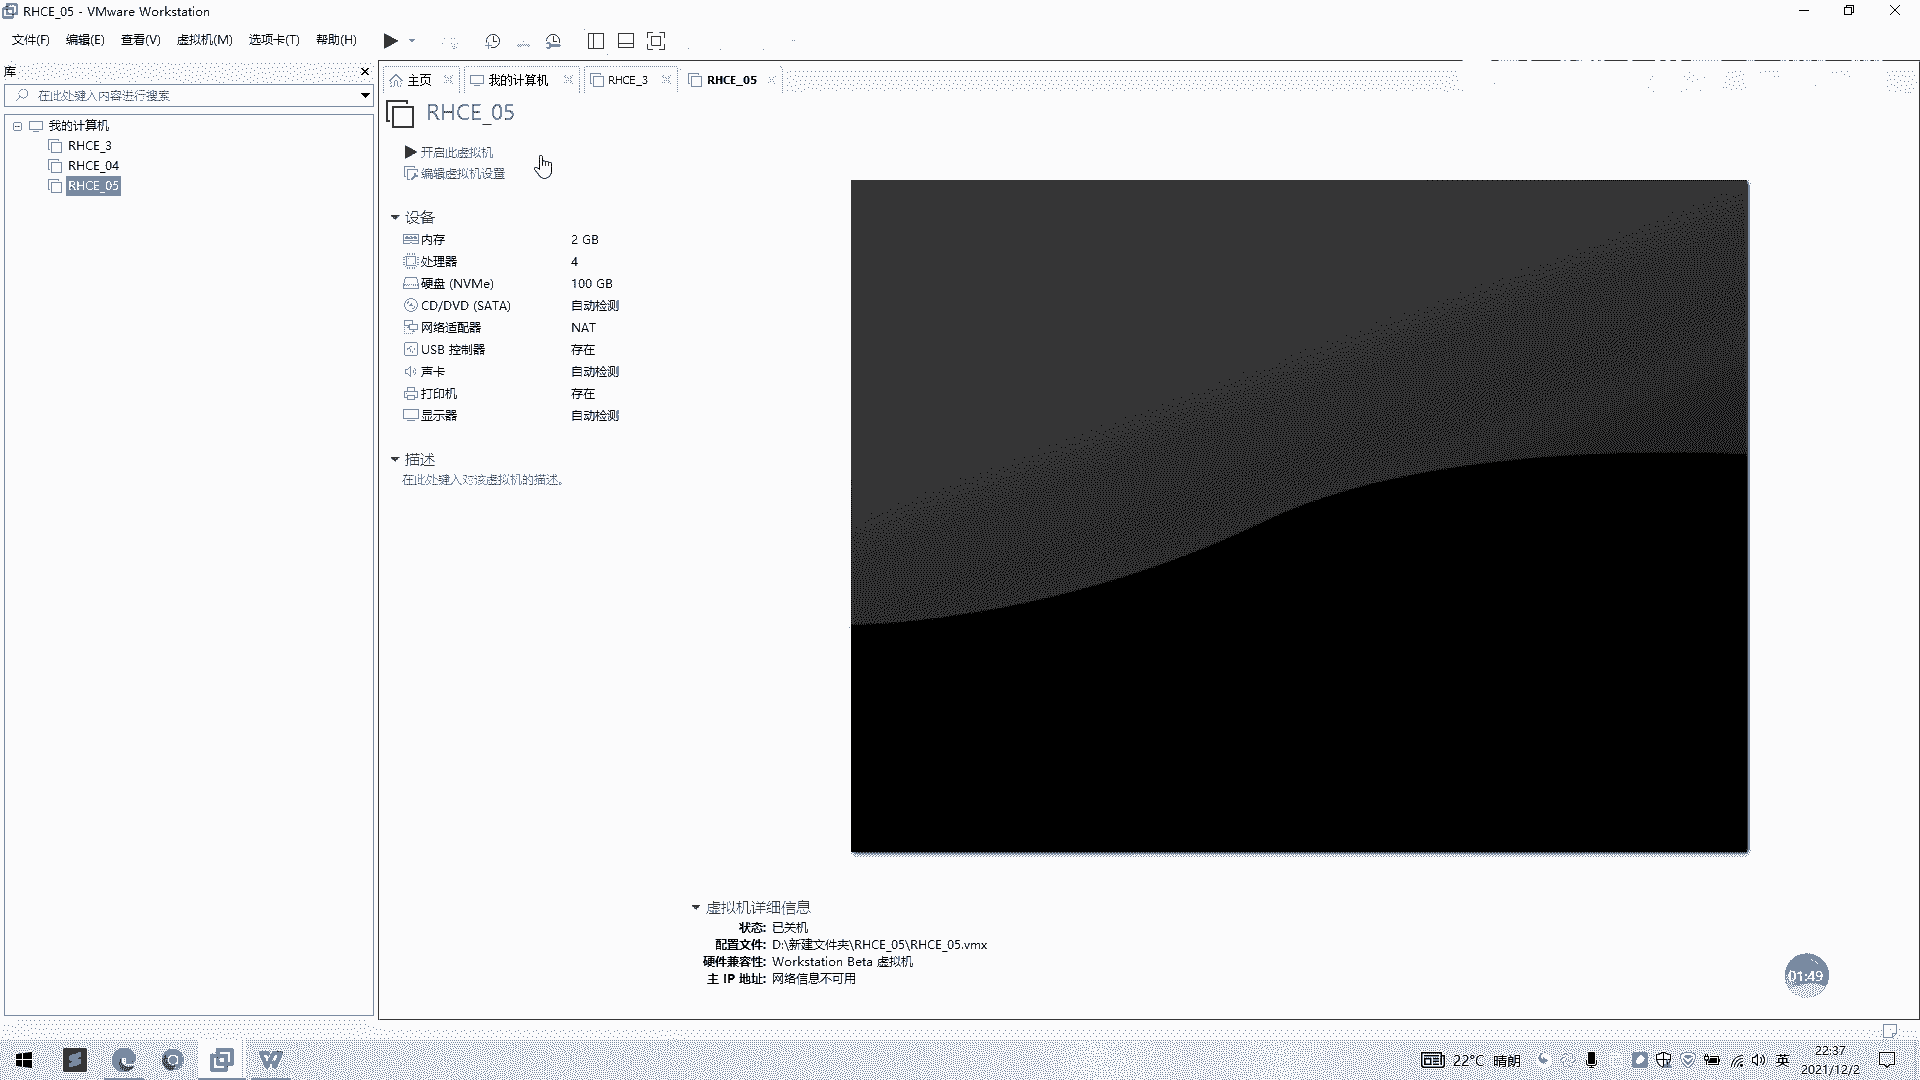 RHCE_05 - VMware Workstation
文件(F) 编辑(E) 查看(V) 虚拟机(M) 选项卡(T) 帮助(H)
库
在此处键入内容进行搜索
我的计算机
RHCE_3
RHCE_04
RHCE_05
主页 我的计算机 RHCE_3 RHCE_05
RHCE_05
开启此虚拟机
编辑虚拟机设置
设备
内存 2 GB
处理器 4
硬盘 (NVMe) 100 GB
CD/DVD (SATA) 自动检测
网络适配器 NAT
USB 控制器 存在
声卡 自动检测
打印机 存在
显示器 自动检测
描述
在此处键入对该虚拟机的描述。
虚拟机详细信息
状态: 已关机
配置文件: D:\新建文件夹\RHCE_05\RHCE_05.vmx
硬件兼容性: Workstation Beta 虚拟机
主 IP 地址: 网络信息不可用
01:49
22°C 晴朗 英 22:37
2021/12/2